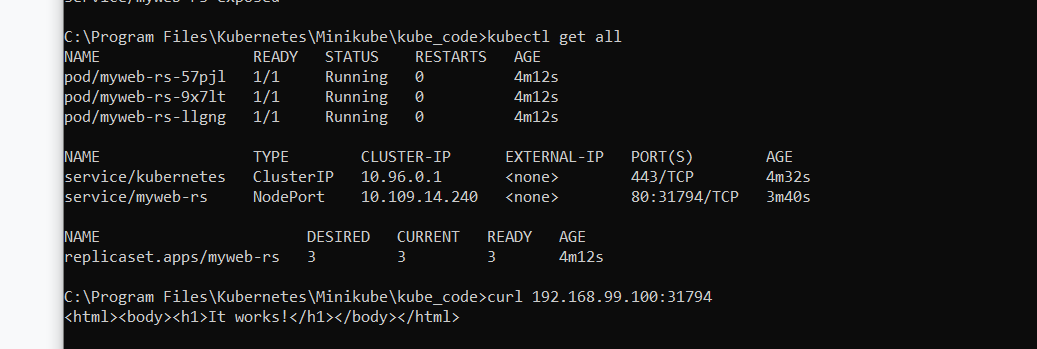 service/myweb-rs exposed
C:\Program Files\Kubernetes\Minikube\kube_code>kubectl get all
NAME READY STATUS RESTARTS AGE
pod/myweb-rs-57pjl 1/1 Running 0 4m12s
pod/myweb-rs-9x7lt 1/1 Running 0 4m12s
pod/myweb-rs-llgng 1/1 Running 0 4m12s
NAME TYPE CLUSTER-IP EXTERNAL-IP PORT(S) AGE
service/kubernetes ClusterIP 10.96.0.1 <none> 443/TCP 4m32s
service/myweb-rs NodePort 10.109.14.240 <none> 80:31794/TCP 3m40s
NAME DESIRED CURRENT READY AGE
replicaset.apps/myweb-rs 3 3 3 4m12s
C:\Program Files\Kubernetes\Minikube\kube_code>curl 192.168.99.100:31794
<html><body><h1>It works!</h1></body></html>